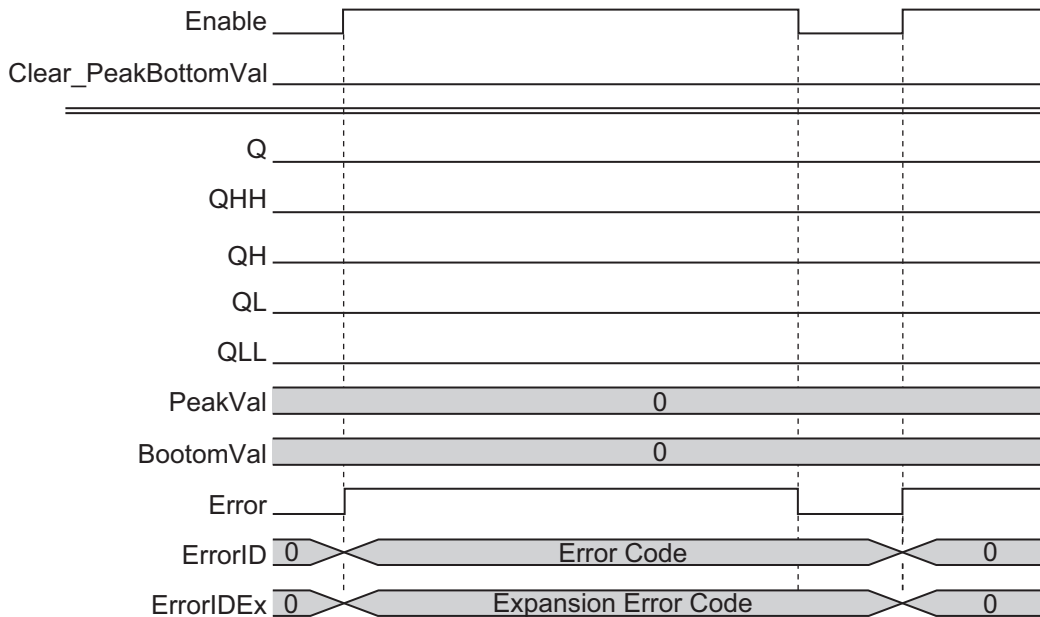 Enable
Clear_PeakBottomVal
Q
QHH
QH
QL
QLL
PeakVal 0
BootomVal 0
Error
ErrorID 0 Error Code 0
ErrorIDEx 0 Expansion Error Code 0